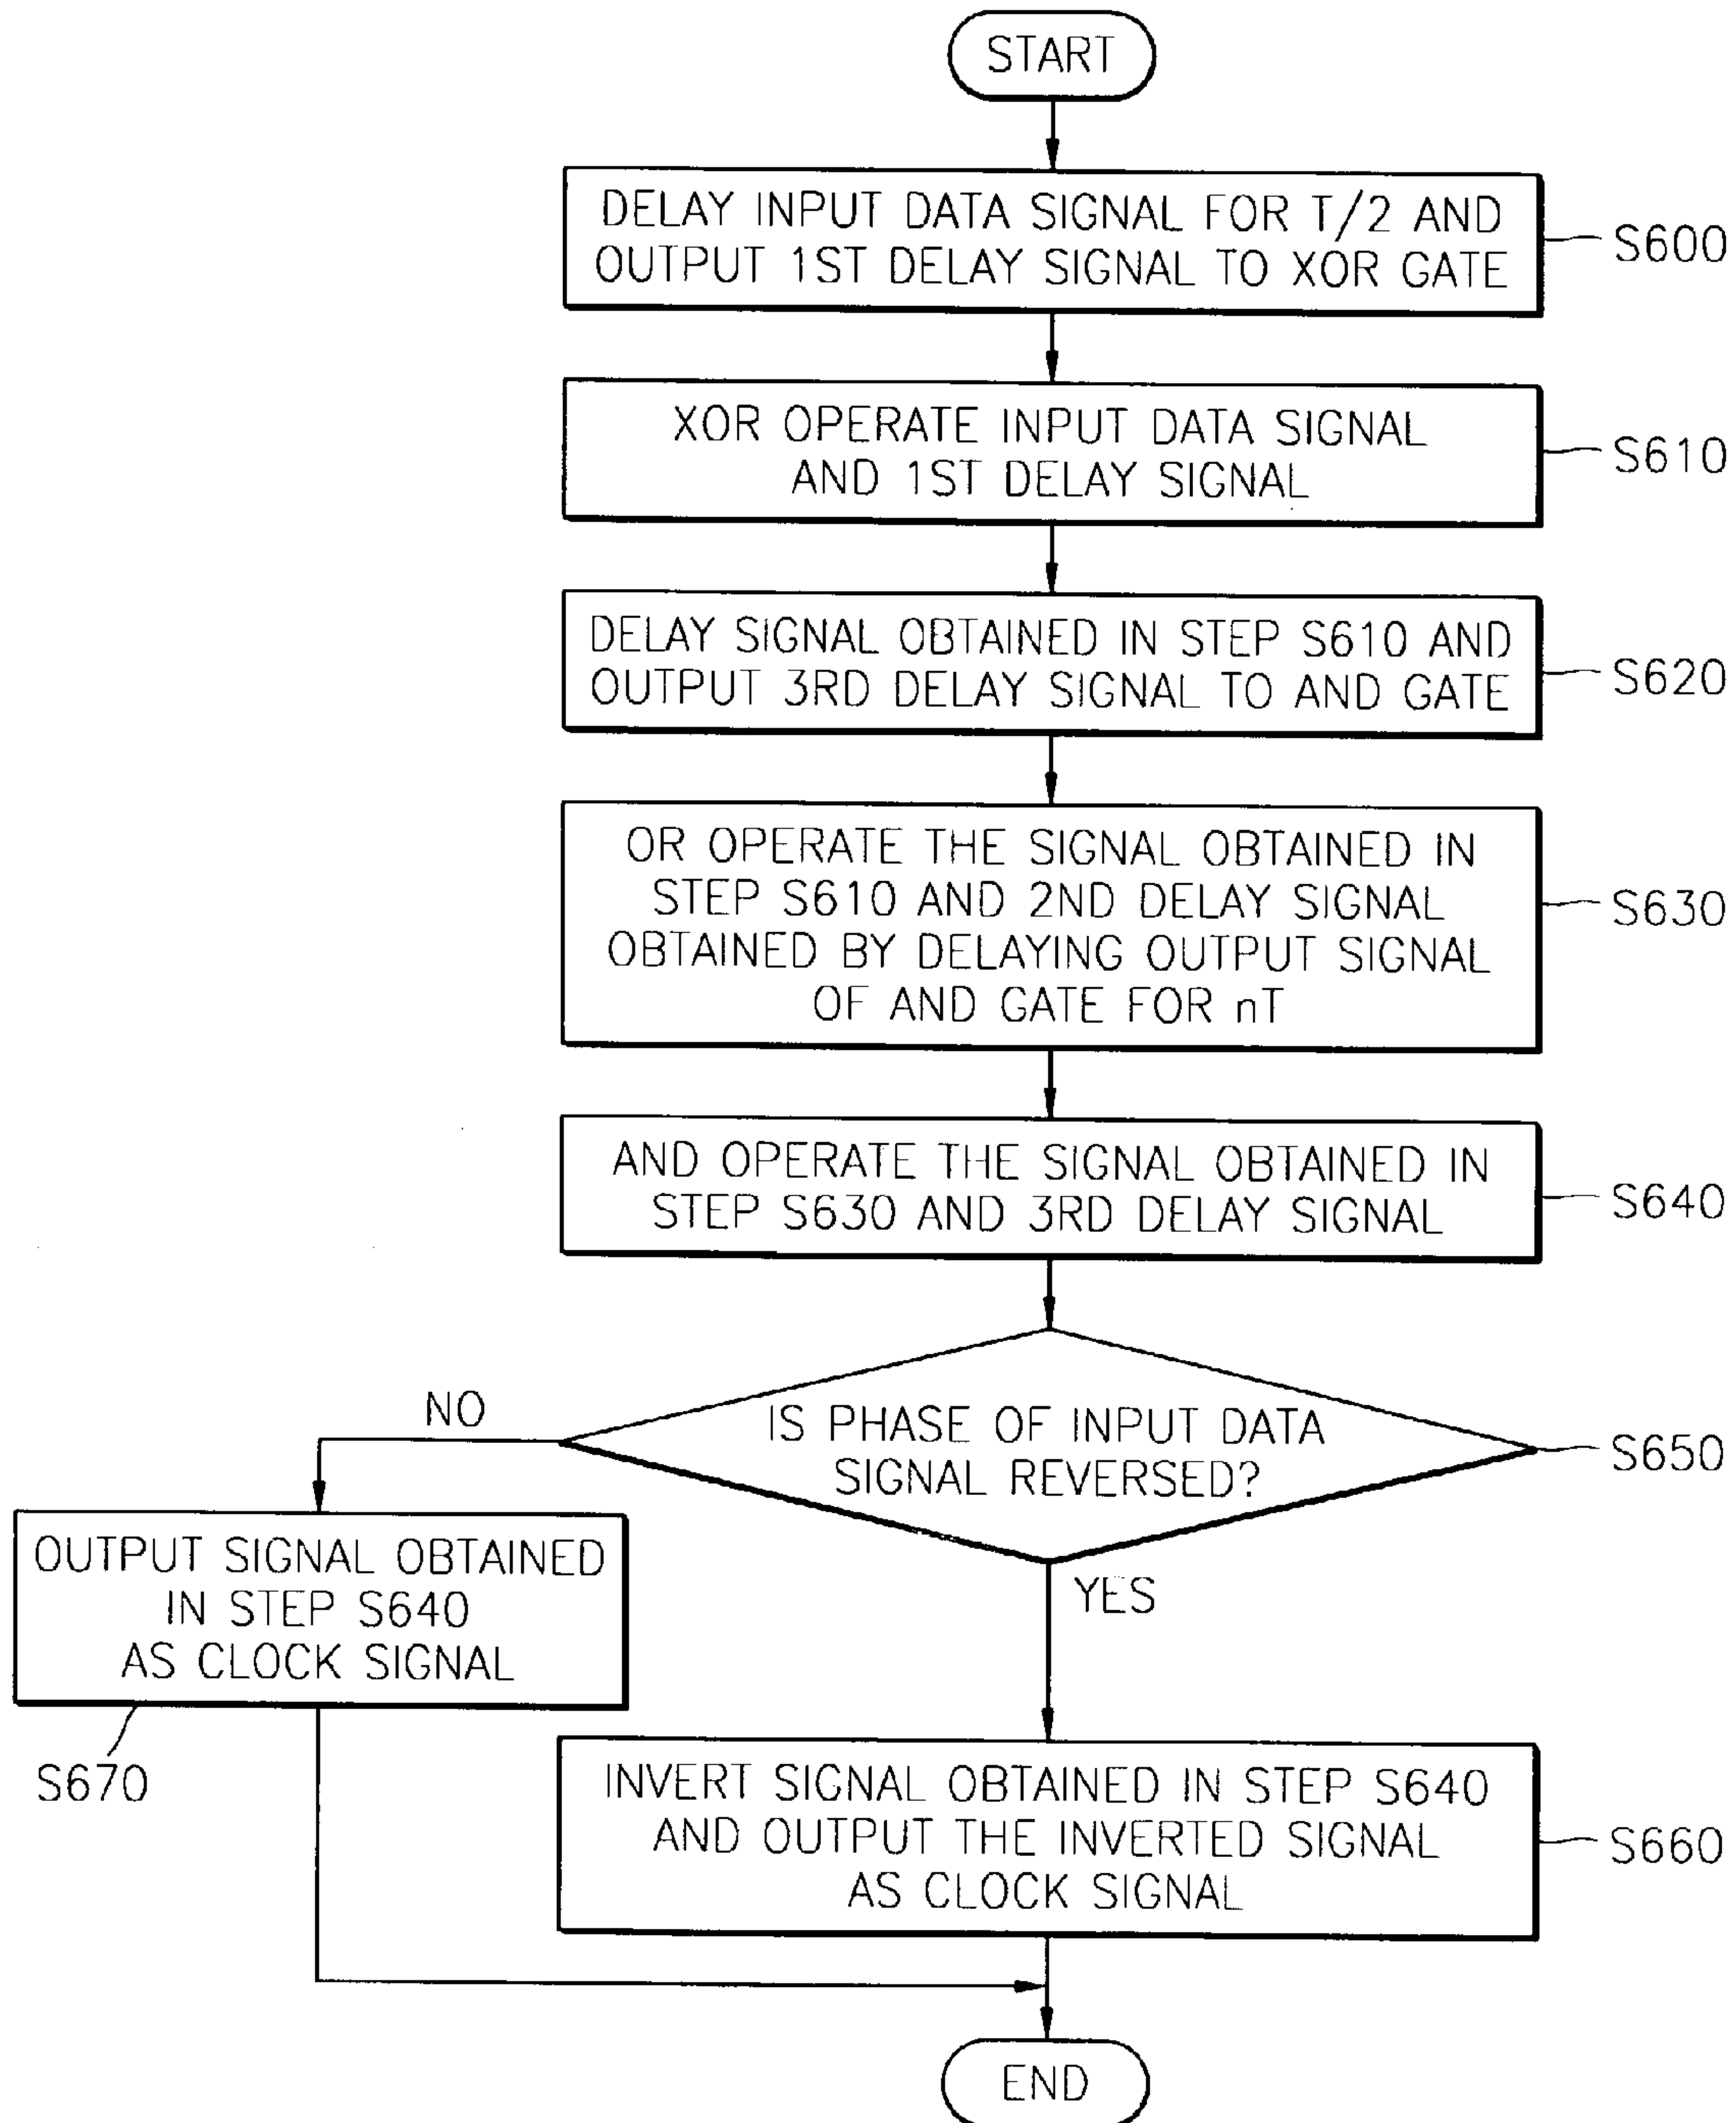 START
DELAY INPUT DATA SIGNAL FOR T/2 AND
OUTPUT 1ST DELAY SIGNAL TO XOR GATE
S600
XOR OPERATE INPUT DATA SIGNAL
AND 1ST DELAY SIGNAL
S610
DELAY SIGNAL OBTAINED IN STEP S610 AND
OUTPUT 3RD DELAY SIGNAL TO AND GATE
S620
OR OPERATE THE SIGNAL OBTAINED IN
STEP S610 AND 2ND DELAY SIGNAL
OBTAINED BY DELAYING OUTPUT SIGNAL
OF AND GATE FOR nT
S630
AND OPERATE THE SIGNAL OBTAINED IN
STEP S630 AND 3RD DELAY SIGNAL
S640
IS PHASE OF INPUT DATA
SIGNAL REVERSED?
S650
NO
YES
OUTPUT SIGNAL OBTAINED
IN STEP S640
AS CLOCK SIGNAL
S670
INVERT SIGNAL OBTAINED IN STEP S640
AND OUTPUT THE INVERTED SIGNAL
AS CLOCK SIGNAL
S660
END